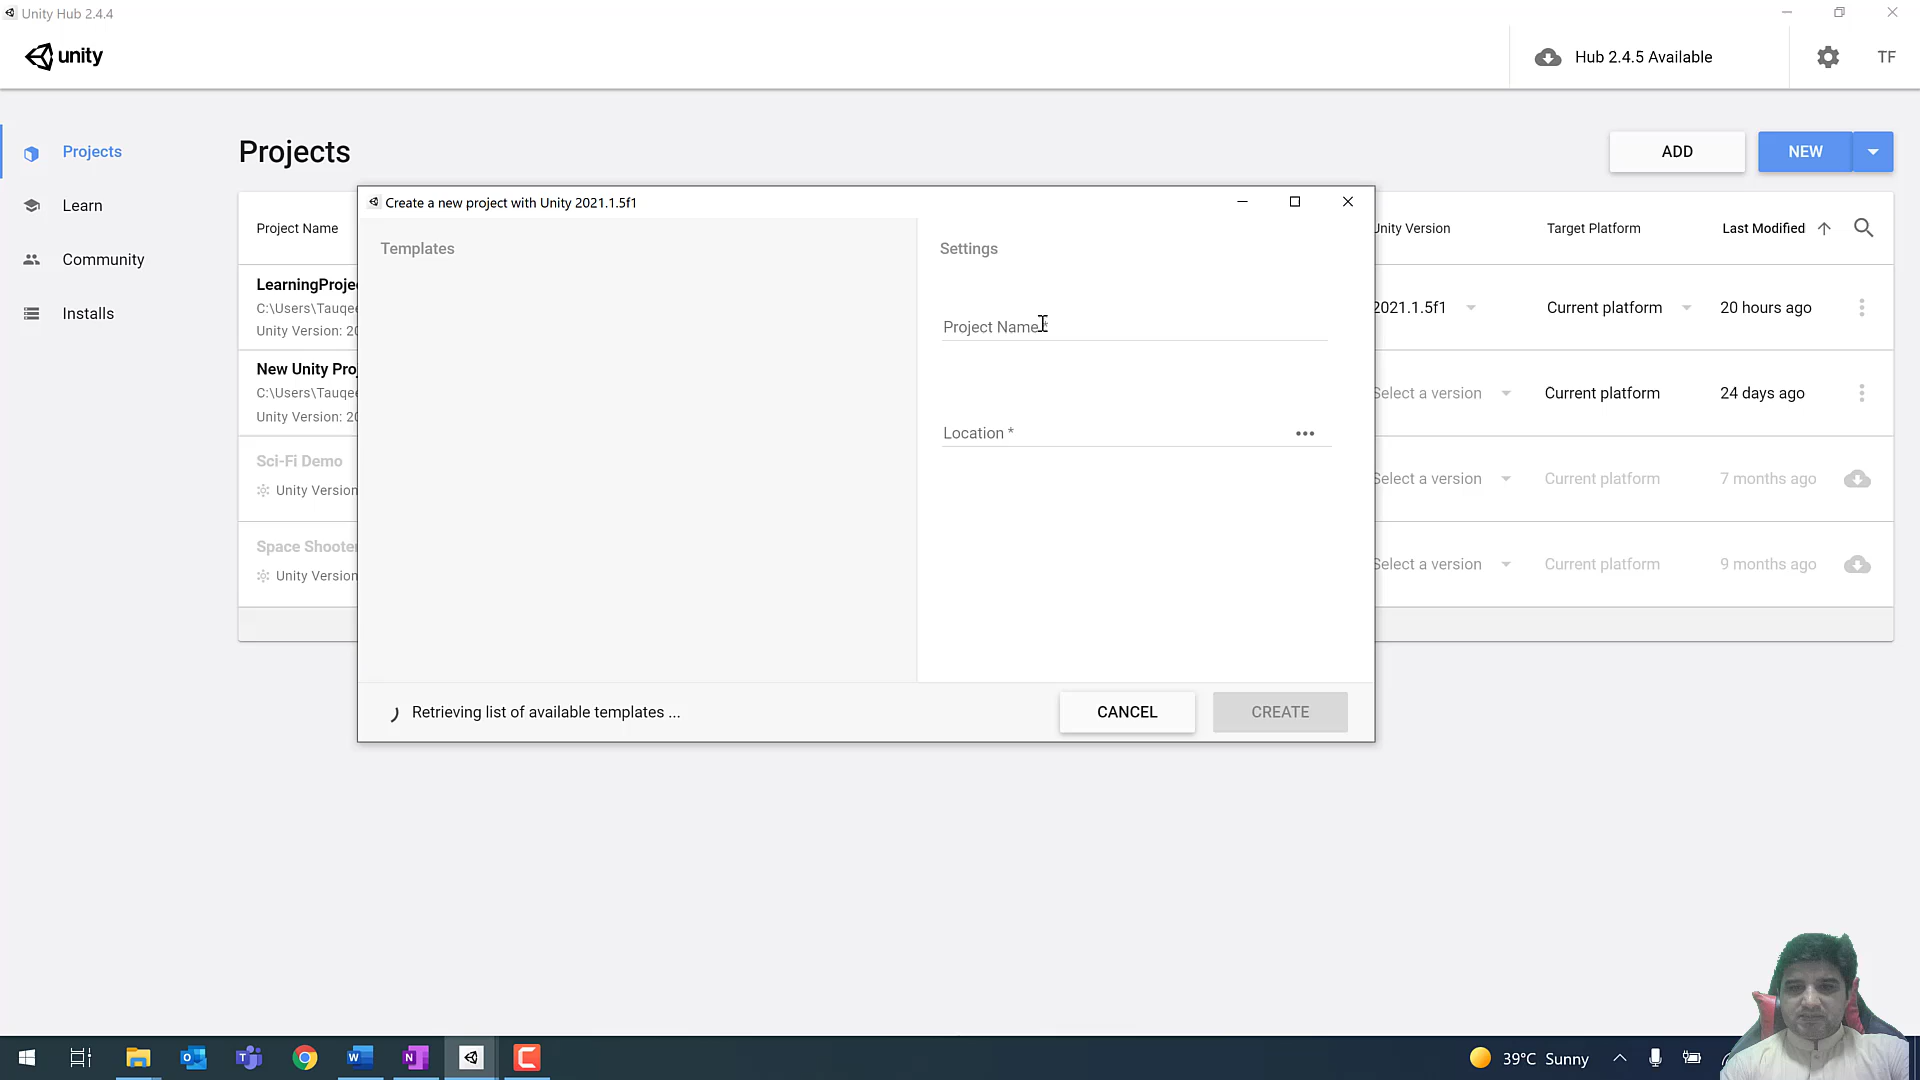 Unity Hub 2.4.4
unity
Hub 2.4.5 Available
TF
Projects
Learn
Community
Installs
Projects
ADD
NEW
Project Name
Unity Version
Target Platform
Last Modified
LearningProje
C:\Users\Tauqee
Unity Version: 20
2021.1.5f1
Current platform
20 hours ago
New Unity Proj
C:\Users\Tauqee
Unity Version: 20
Select a version
Current platform
24 days ago
Sci-Fi Demo
Unity Version
Select a version
Current platform
7 months ago
Space Shooter
Unity Version
Select a version
Current platform
9 months ago
Create a new project with Unity 2021.1.5f1
Templates
Settings
Project Name *
Location *
Retrieving list of available templates ...
CANCEL
CREATE
39°C Sunny